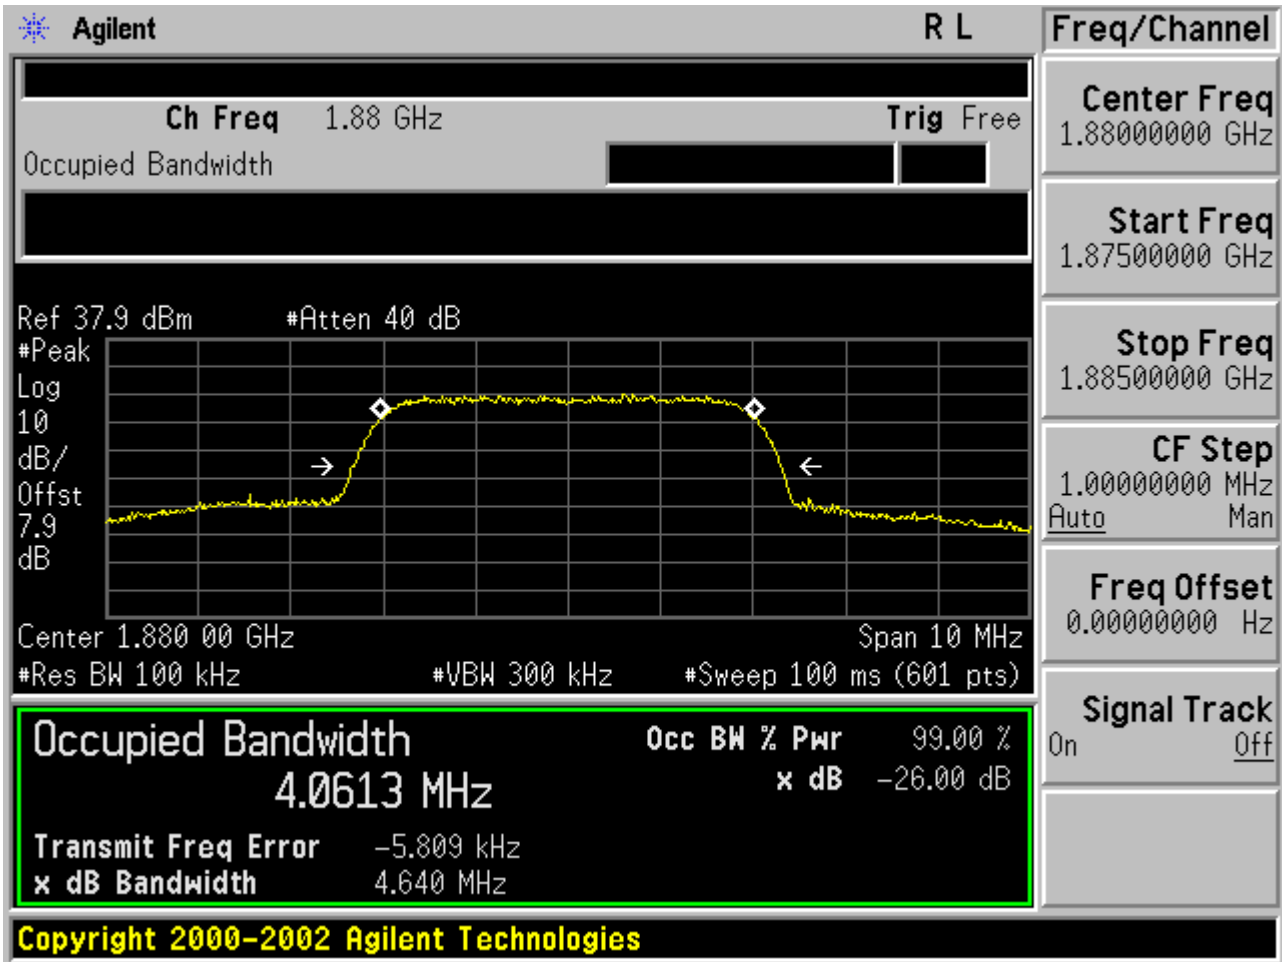 Agilent R L Freq/Channel
Ch Freq 1.88 GHz Trig Free
Occupied Bandwidth
Center Freq
1.88000000 GHz
Start Freq
1.87500000 GHz
Stop Freq
1.88500000 GHz
CF Step
1.00000000 MHz
Auto Man
Freq Offset
0.00000000 Hz
Signal Track
On Off
Ref 37.9 dBm #Atten 40 dB
#Peak
Log
10
dB/
Offst
7.9
dB
Center 1.880 00 GHz Span 10 MHz
#Res BW 100 kHz #VBW 300 kHz #Sweep 100 ms (601 pts)
Occupied Bandwidth Occ BW % Pwr 99.00 %
4.0613 MHz x dB -26.00 dB
Transmit Freq Error -5.809 kHz
x dB Bandwidth 4.640 MHz
Copyright 2000-2002 Agilent Technologies